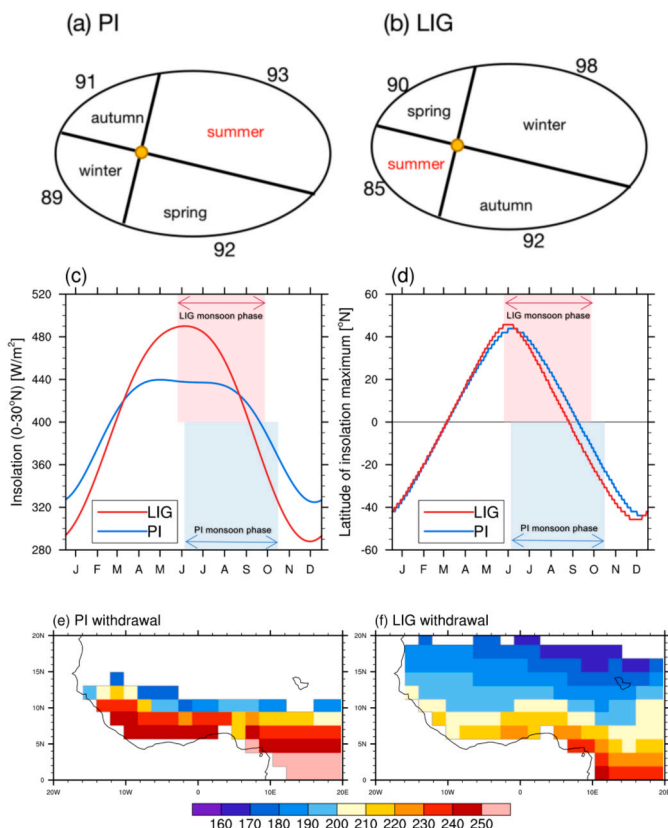 (a) PI
(b) LIG
91
93
autumn
summer
winter
89
spring
92
90
98
spring
winter
summer
85
autumn
92
(c)
(d)
Insolation (0-30°N) [W/m²]
520
480
440
400
360
320
280
LIG monsoon phase
LIG
PI
PI monsoon phase
J F M A M J J A S O N D
Latitude of insolation maximum [°N]
60
40
20
0
-20
-40
-60
LIG monsoon phase
LIG
PI
PI monsoon phase
J F M A M J J A S O N D
(e) PI withdrawal
20N
15N
10N
5N
0
20W 10W 0 10E 20E
(f) LIG withdrawal
20N
15N
10N
5N
0
20W 10W 0 10E 20E
160 170 180 190 200 210 220 230 240 250